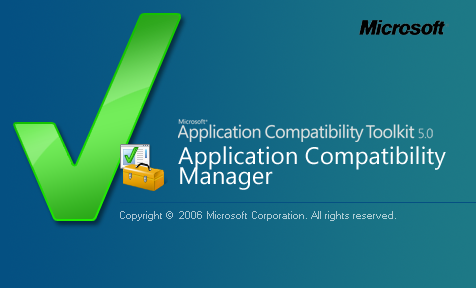 Microsoft
Microsoft®
Application Compatibility Toolkit 5.0
Application Compatibility
Manager
Copyright © 2006 Microsoft Corporation. All rights reserved.